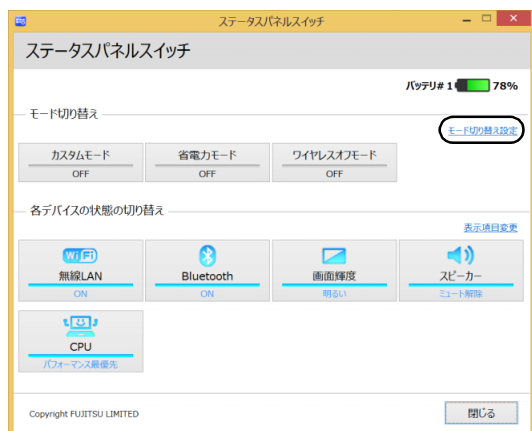 ステータスパネルスイッチ
ステータスパネルスイッチ
バッテリ#1 78%
モード切り替え
モード切り替え設定
カスタムモード 省電力モード ワイヤレスオフモード
OFF OFF OFF
各デバイスの状態の切り替え
表示項目変更
WiFi
無線LAN Bluetooth 画面輝度 スピーカー
ON ON 明るい ミュート解除
CPU
パフォーマンス最優先
Copyright FUJITSU LIMITED 閉じる